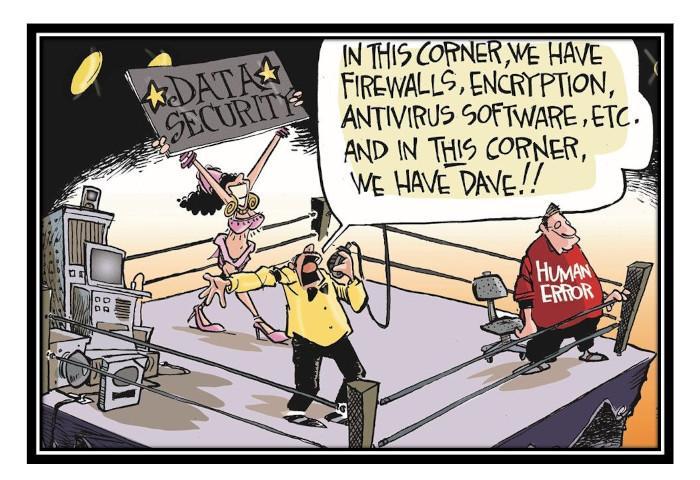 IN THIS CORNER, WE HAVE
FIREWALLS, ENCRYPTION,
ANTIVIRUS SOFTWARE, ETC.
AND IN THIS CORNER,
WE HAVE DAVE!!
DATA
SECURITY
HUMAN
ERROR